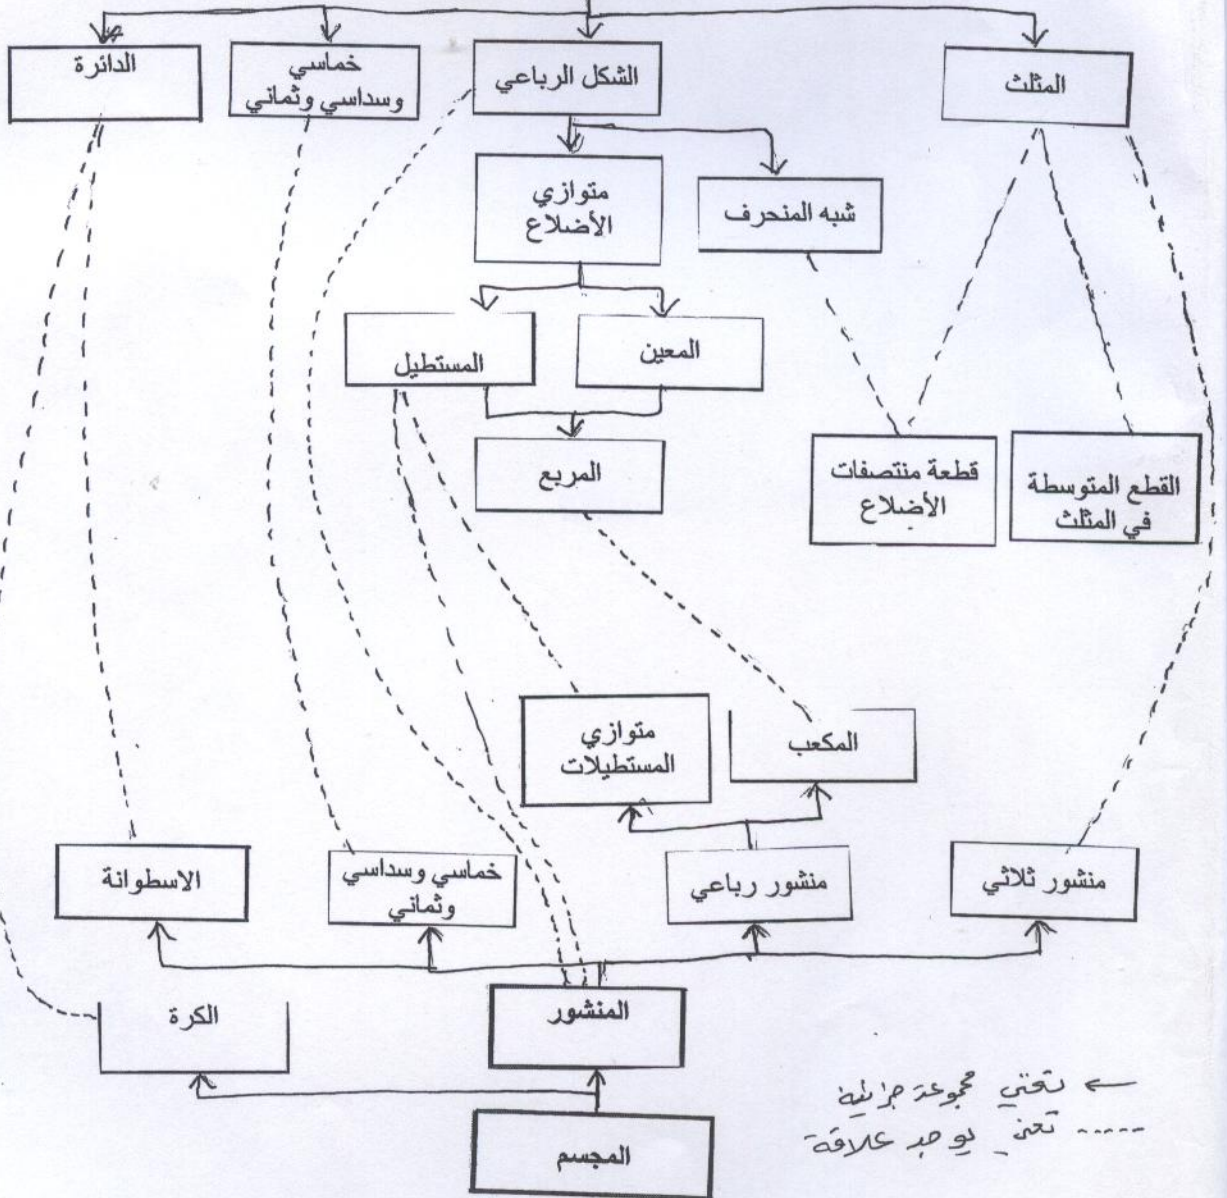 المثلث
الشكل الرباعي
خماسي
وسداسي وثماني
الدائرة
شبه المنحرف
متوازي
الأضلاع
المعين
المستطيل
المربع
القطع المتوسطة
في المثلث
قطعة منتصفات
الأضلاع
المكعب
متوازي
المستطيلات
منشور ثلاثي
منشور رباعي
خماسي وسداسي
وثماني
الاسطوانة
المنشور
الكرة
المجسم
← تعني مجموعة جزئية
..... تعني يوجد علاقة